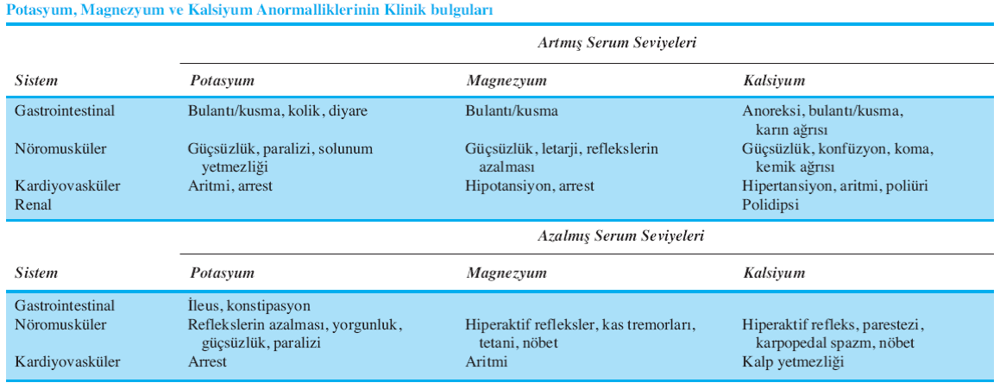 Potasyum, Magnezyum ve Kalsiyum Anormalliklerinin Klinik bulguları
Artmış Serum Seviyeleri
Sistem Potasyum Magnezyum Kalsiyum
Gastrointestinal Bulantı/kusma, kolik, diyare Bulantı/kusma Anoreksi, bulantı/kusma,
karın ağrısı
Nöromusküler Güçsüzlük, paralizi, solunum Güçsüzlük, letarji, reflekslerin Güçsüzlük, konfüzyon, koma,
yetmezliği azalması kemik ağrısı
Kardiyovasküler Aritmi, arrest Hipotansiyon, arrest Hipertansiyon, aritmi, poliüri
Renal Polidipsi
Azalmış Serum Seviyeleri
Sistem Potasyum Magnezyum Kalsiyum
Gastrointestinal İleus, konstipasyon
Nöromusküler Reflekslerin azalması, yorgunluk, Hiperaktif refleksler, kas tremorları, Hiperaktif refleks, parestezi,
güçsüzlük, paralizi tetani, nöbet karpopedal spazm, nöbet
Kardiyovasküler Arrest Aritmi Kalp yetmezliği